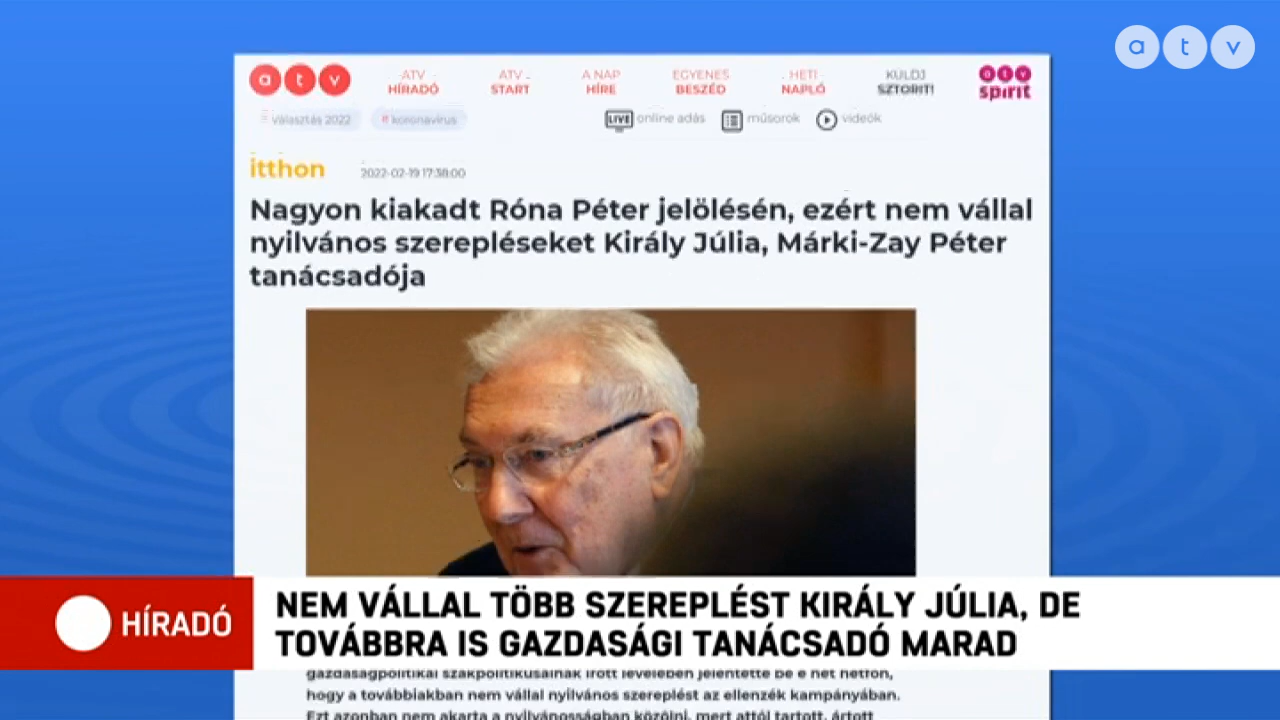 a t v
a t v
ATV HÍRADÓ
ATV START
A NAP HÍRE
EGYENES BESZÉD
HETI NAPLÓ
KÜLDJ SZTORIT!
a t v spirit
# választás 2022
# koronavírus
LIVE online adás
műsorok
videók
itthon
2022-02-19 17:38:00
Nagyon kiakadt Róna Péter jelölésén, ezért nem vállal
nyilvános szerepléseket Király Júlia, Márki-Zay Péter
tanácsadója
HÍRADÓ
NEM VÁLLAL TÖBB SZEREPLÉST KIRÁLY JÚLIA, DE
TOVÁBBRA IS GAZDASÁGI TANÁCSADÓ MARAD
gazdaságpolitikai szakpolitikusainak írott levelében jelentette be e hét hétfőn,
hogy a továbbiakban nem vállal nyilvános szereplést az ellenzék kampányában.
Ezt azonban nem akarta a nyilvánosságban közölni, mert attól tartott, ártott